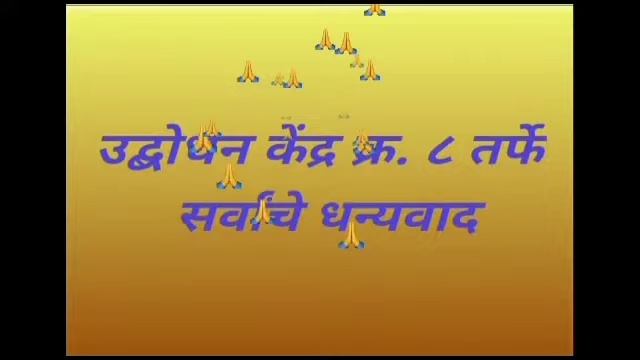 उद्बोधन केंद्र क्र. ८ तर्फे
सर्वांचे धन्यवाद